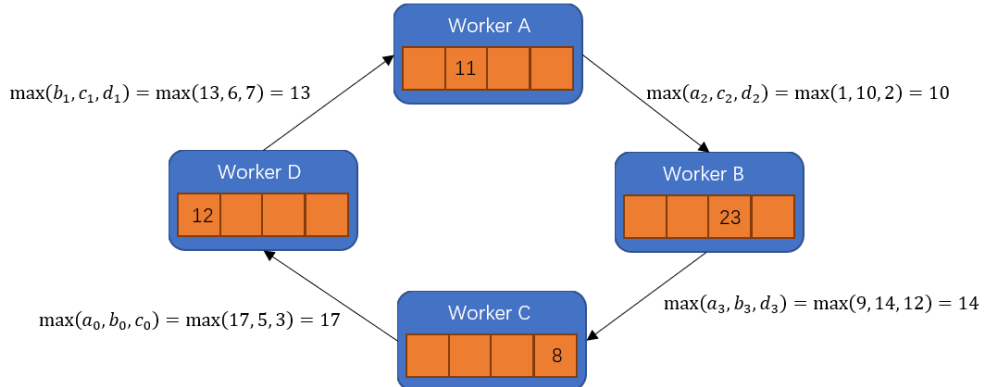 Worker A
11
max(b₁, c₁, d₁) = max(13, 6, 7) = 13
max(a₂, c₂, d₂) = max(1, 10, 2) = 10
Worker D
12
Worker B
23
max(a₀, b₀, c₀) = max(17, 5, 3) = 17
max(a₃, b₃, d₃) = max(9, 14, 12) = 14
Worker C
8